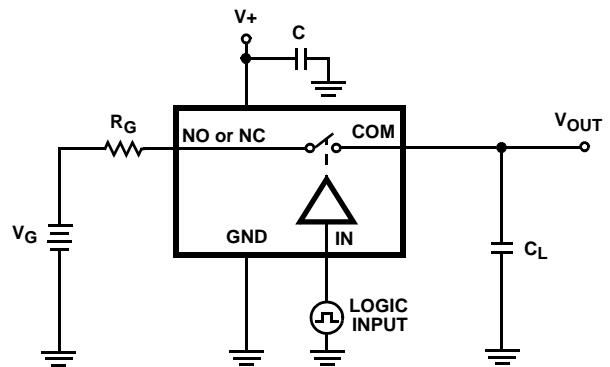 V+
C
RG
NO or NC
COM
VOUT
VG
GND
IN
CL
LOGIC
INPUT